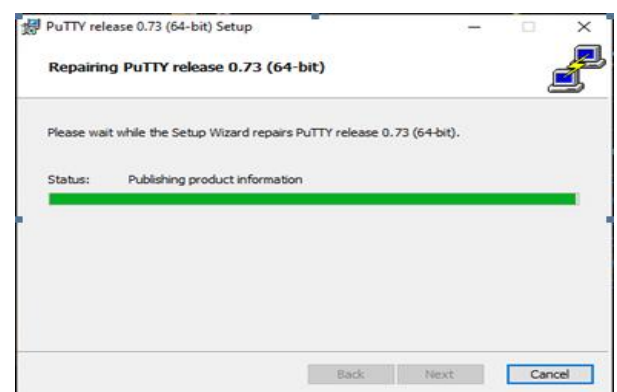 PuTTY release 0.73 (64-bit) Setup
Repairing PuTTY release 0.73 (64-bit)
Please wait while the Setup Wizard repairs PuTTY release 0.73 (64-bit).
Status: Publishing product information
Back Next Cancel